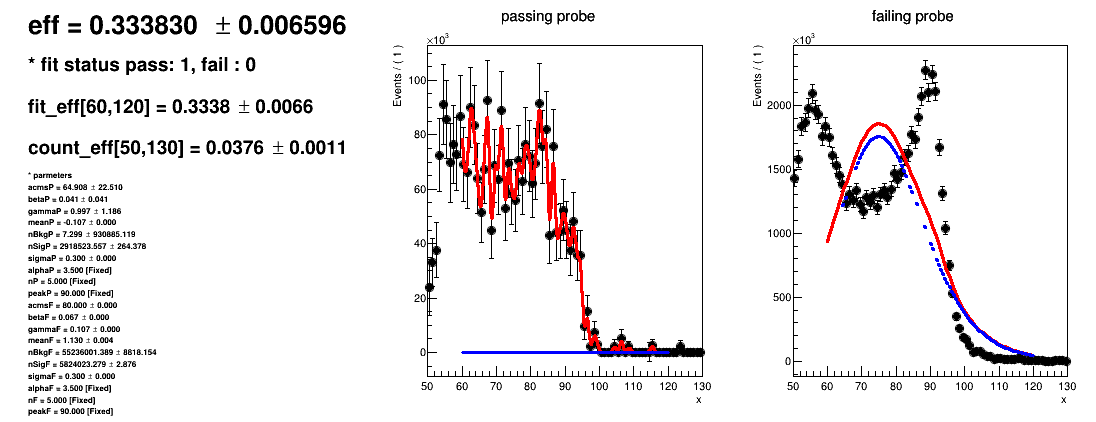 eff = 0.333830 ± 0.006596
* fit status pass: 1, fail : 0
fit_eff[60,120] = 0.3338 ± 0.0066
count_eff[50,130] = 0.0376 ± 0.0011
* parmeters
acmsP = 64.908 ± 22.510
betaP = 0.041 ± 0.041
gammaP = 0.997 ± 1.186
meanP = -0.107 ± 0.000
nBkgP = 7.299 ± 930885.119
nSigP = 2918523.557 ± 264.378
sigmaP = 0.300 ± 0.000
alphaP = 3.500 [Fixed]
nP = 5.000 [Fixed]
peakP = 90.000 [Fixed]
acmsF = 80.000 ± 0.000
betaF = 0.067 ± 0.000
gammaF = 0.107 ± 0.000
meanF = 1.130 ± 0.004
nBkgF = 55236001.389 ± 8818.154
nSigF = 5824023.279 ± 2.876
sigmaF = 0.300 ± 0.000
alphaF = 3.500 [Fixed]
nF = 5.000 [Fixed]
peakF = 90.000 [Fixed]
passing probe
×10³
Events / ( 1 )
100
80
60
40
20
0
50 60 70 80 90 100 110 120 130
x
failing probe
×10³
Events / ( 1 )
2000
1500
1000
500
0
50 60 70 80 90 100 110 120 130
x